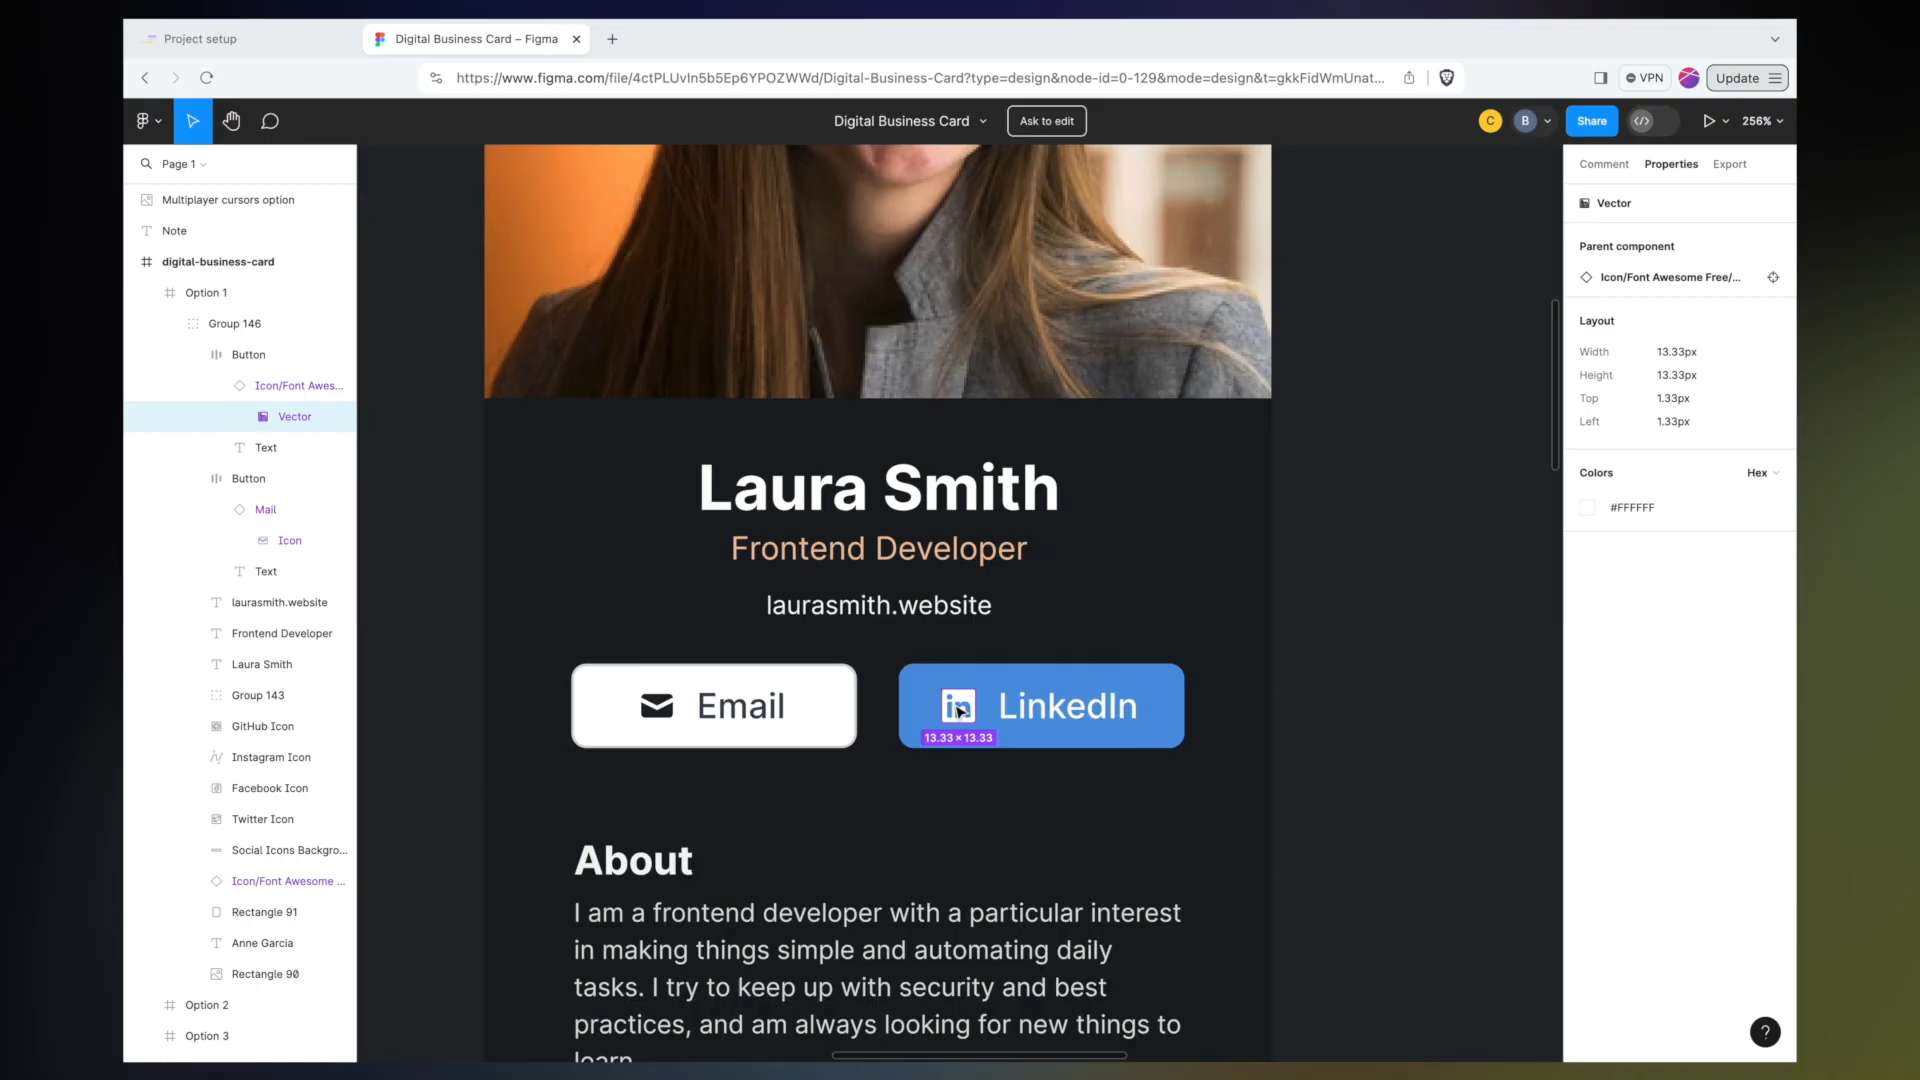 Project setup
Digital Business Card – Figma
https://www.figma.com/file/4ctPLUvIn5b5Ep6YPOZWWd/Digital-Business-Card?type=design&node-id=0-129&mode=design&t=gkkFidWmUnat...
VPN
Update
Digital Business Card
Ask to edit
C
B
Share
256%
Page 1
Multiplayer cursors option
Note
digital-business-card
Option 1
Group 146
Button
Icon/Font Awes...
Vector
Text
Button
Mail
Icon
Text
laurasmith.website
Frontend Developer
Laura Smith
Group 143
GitHub Icon
Instagram Icon
Facebook Icon
Twitter Icon
Social Icons Backgro...
Icon/Font Awesome ...
Rectangle 91
Anne Garcia
Rectangle 90
Option 2
Option 3
Laura Smith
Frontend Developer
laurasmith.website
Email
in LinkedIn
13.33 × 13.33
About
I am a frontend developer with a particular interest
in making things simple and automating daily
tasks. I try to keep up with security and best
practices, and am always looking for new things to
learn
Comment Properties Export
Vector
Parent component
Icon/Font Awesome Free/...
Layout
Width 13.33px
Height 13.33px
Top 1.33px
Left 1.33px
Colors Hex
#FFFFFF
?